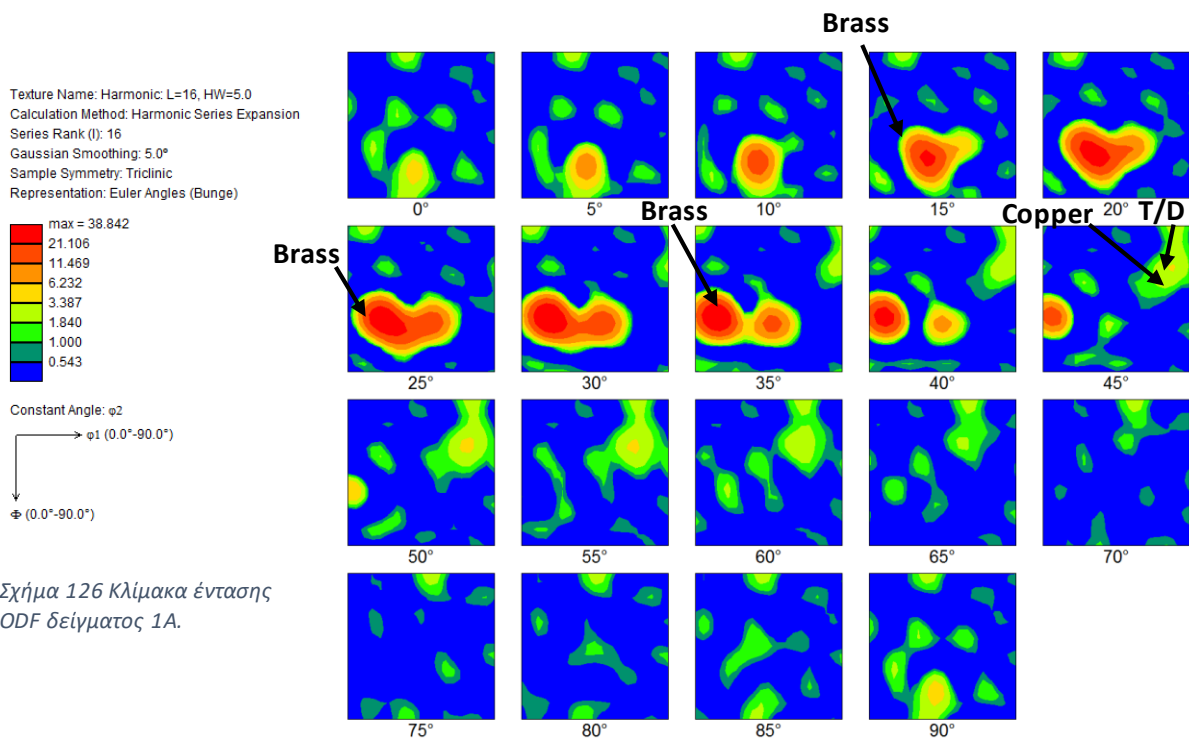 Brass
Texture Name: Harmonic: L=16, HW=5.0
Calculation Method: Harmonic Series Expansion
Series Rank (l): 16
Gaussian Smoothing: 5.0°
Sample Symmetry: Triclinic
Representation: Euler Angles (Bunge)
max = 38.842
21.106
11.469
6.232
3.387
1.840
1.000
0.543
Constant Angle: φ2
φ1 (0.0°-90.0°)
Φ (0.0°-90.0°)
0° 5° 10° 15° 20°
Brass Brass Copper T/D
25° 30° 35° 40° 45°
50° 55° 60° 65° 70°
75° 80° 85° 90°
Σχήμα 126 Κλίμακα έντασης
ODF δείγματος 1Α.